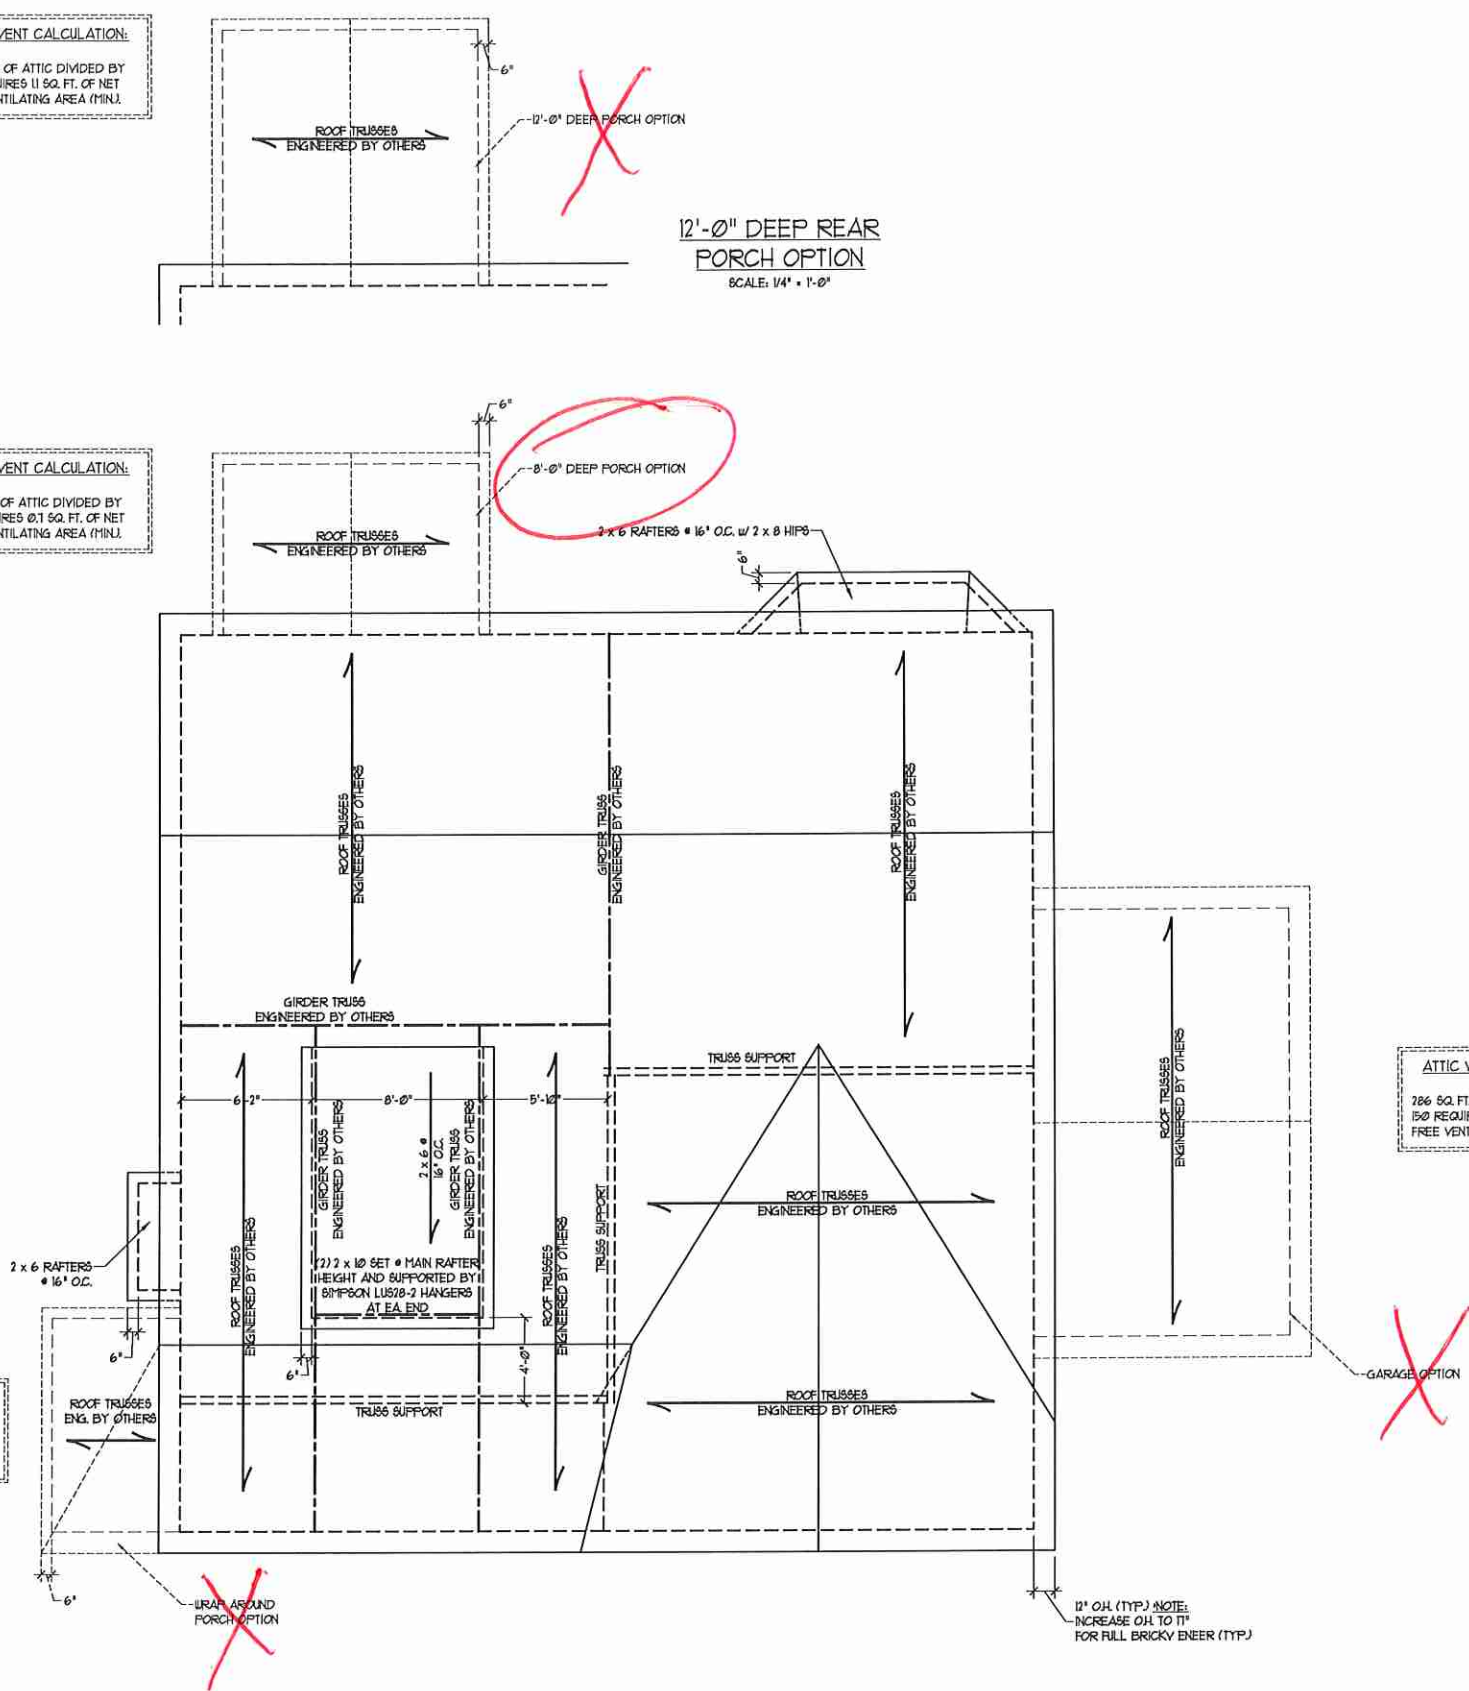 VENT CALCULATION:
OF ATTIC DIVIDED BY
IRES 1.1 SQ. FT. OF NET
NTILATING AREA (MIN.).
6"
12'-0" DEEP PORCH OPTION
ROOF TRUSSES
ENGINEERED BY OTHERS
12'-0" DEEP REAR
PORCH OPTION
SCALE: 1/4" = 1'-0"
6"
VENT CALCULATION:
OF ATTIC DIVIDED BY
IRES 0.7 SQ. FT. OF NET
NTILATING AREA (MIN.).
8'-0" DEEP PORCH OPTION
ROOF TRUSSES
ENGINEERED BY OTHERS
2 x 6 RAFTERS @ 16" O.C. w/ 2 x 8 HIPS
6"
ROOF TRUSSES
ENGINEERED BY OTHERS
GIRDER TRUSS
ENGINEERED BY OTHERS
ROOF TRUSSES
ENGINEERED BY OTHERS
GIRDER TRUSS
ENGINEERED BY OTHERS
TRUSS SUPPORT
ROOF TRUSSES
ENGINEERED BY OTHERS
ATTIC V
286 SQ. FT
150 REQUI
FREE VENT
6'-2"
8'-0"
5'-10"
GIRDER TRUSS
ENGINEERED BY OTHERS
2 x 6 @
16" O.C.
GIRDER TRUSS
ENGINEERED BY OTHERS
TRUSS SUPPORT
ROOF TRUSSES
ENGINEERED BY OTHERS
ROOF TRUSSES
ENGINEERED BY OTHERS
ROOF TRUSSES
ENGINEERED BY OTHERS
2 x 6 RAFTERS
@ 16" O.C.
(2) 2 x 10 SET @ MAIN RAFTER
HEIGHT AND SUPPORTED BY
SIMPSON LUS28-2 HANGERS
AT EA. END
6"
6"
4'-0"
GARAGE OPTION
ROOF TRUSSES
ENG. BY OTHERS
TRUSS SUPPORT
ROOF TRUSSES
ENGINEERED BY OTHERS
6"
WRAP AROUND
PORCH OPTION
12" O.H. (TYP.) NOTE:
INCREASE O.H. TO 17"
FOR FULL BRICKV ENEER (TYP.)